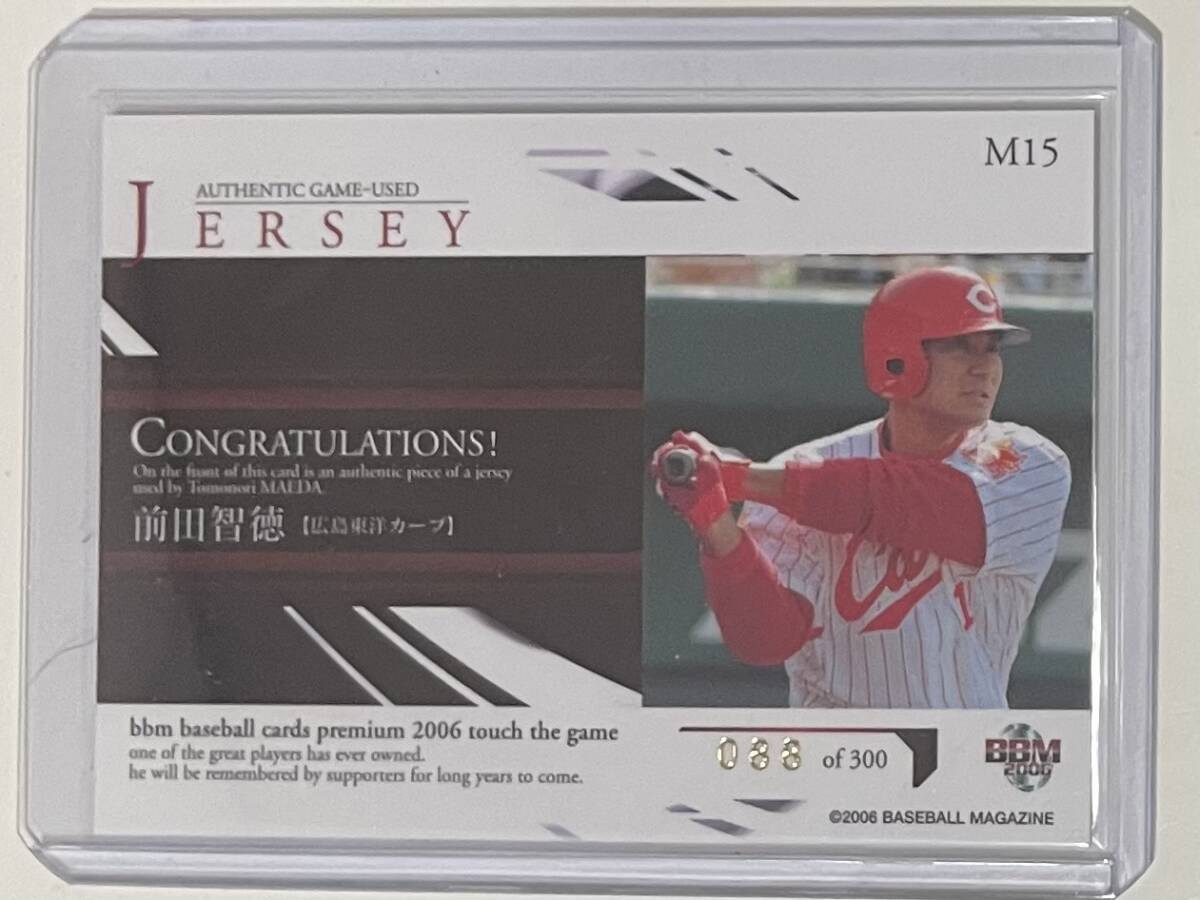 M15
AUTHENTIC GAME-USED
JERSEY
CONGRATULATIONS!
On the front of this card is an authentic piece of a jersey
used by Tomonori MAEDA.
前田智徳【広島東洋カープ】
C
Ca
1
bbm baseball cards premium 2006 touch the game
one of the great players has ever owned.
he will be remembered by supporters for long years to come.
088 of 300
BBM
2006
©2006 BASEBALL MAGAZINE